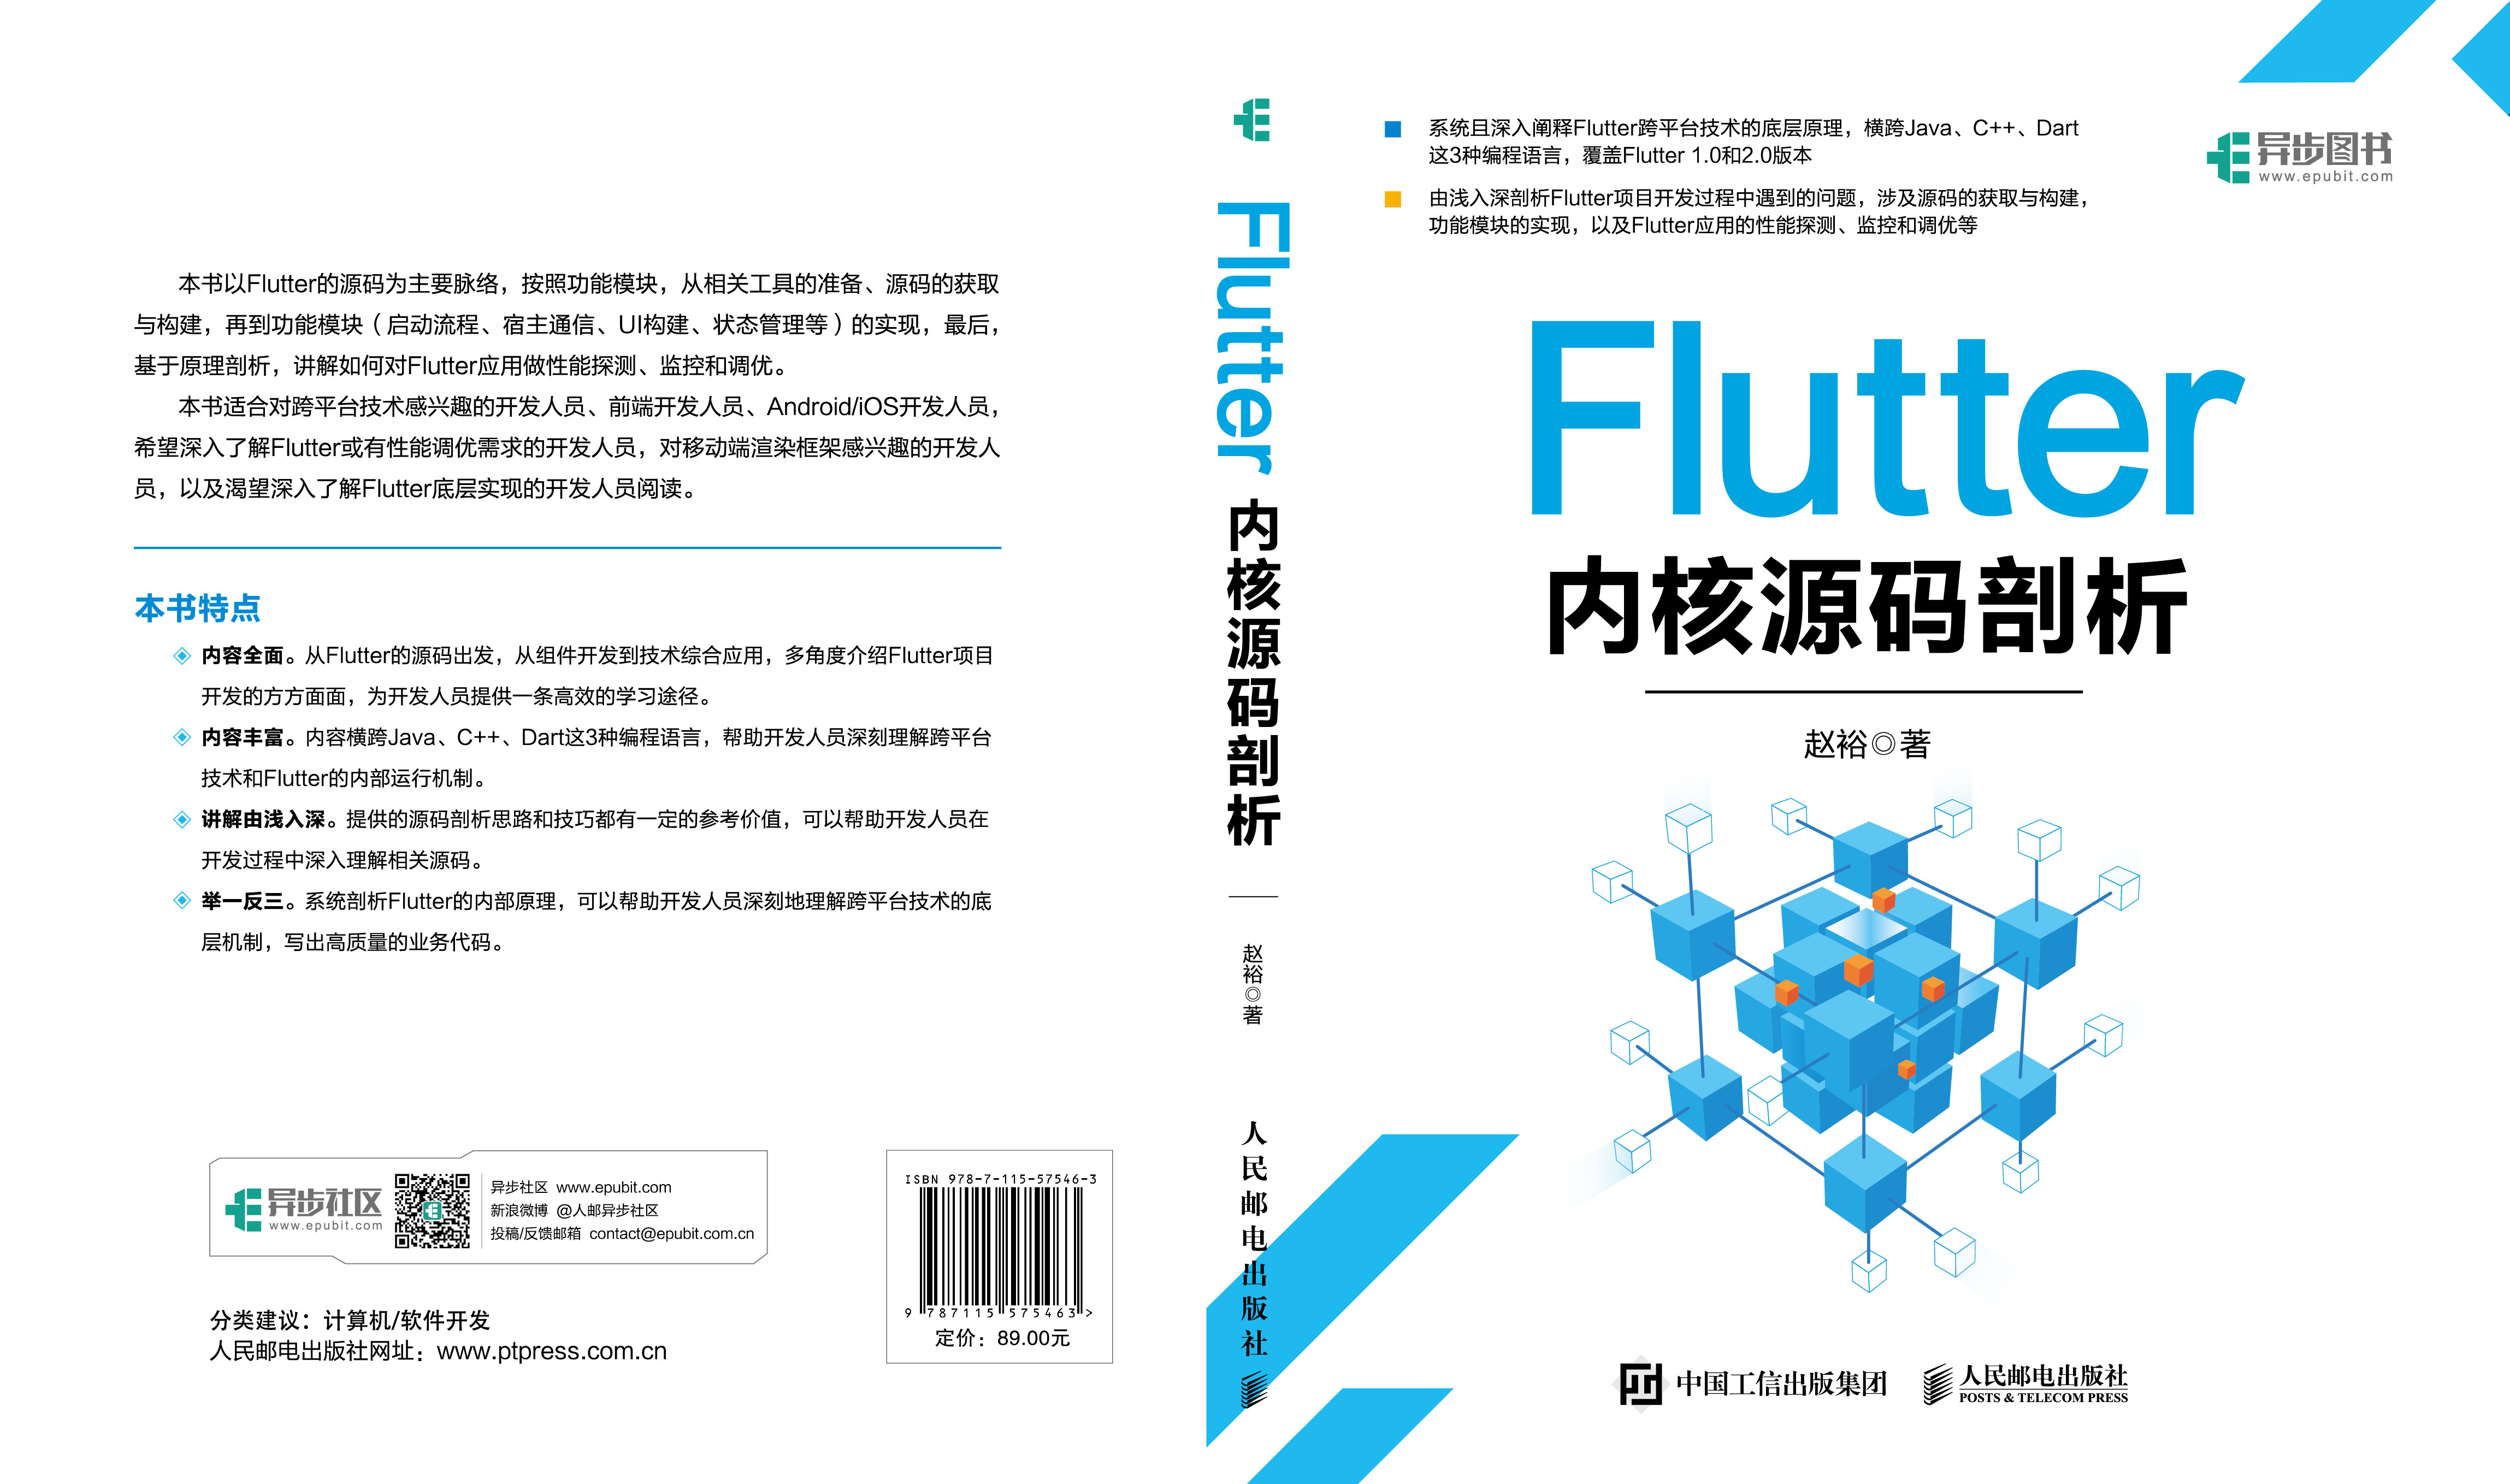 本书以Flutter的源码为主要脉络，按照功能模块，从相关工具的准备、源码的获取
与构建，再到功能模块（启动流程、宿主通信、UI构建、状态管理等）的实现，最后，
基于原理剖析，讲解如何对Flutter应用做性能探测、监控和调优。
本书适合对跨平台技术感兴趣的开发人员、前端开发人员、Android/iOS开发人员，
希望深入了解Flutter或有性能调优需求的开发人员，对移动端渲染框架感兴趣的开发人
员，以及渴望深入了解Flutter底层实现的开发人员阅读。
本书特点
内容全面。从Flutter的源码出发，从组件开发到技术综合应用，多角度介绍Flutter项目
开发的方方面面，为开发人员提供一条高效的学习途径。
内容丰富。内容横跨Java、C++、Dart这3种编程语言，帮助开发人员深刻理解跨平台
技术和Flutter的内部运行机制。
讲解由浅入深。提供的源码剖析思路和技巧都有一定的参考价值，可以帮助开发人员在
开发过程中深入理解相关源码。
举一反三。系统剖析Flutter的内部原理，可以帮助开发人员深刻地理解跨平台技术的底
层机制，写出高质量的业务代码。
异步社区
www.epubit.com
异步社区 www.epubit.com
新浪微博 @人邮异步社区
投稿/反馈邮箱 contact@epubit.com.cn
分类建议：计算机/软件开发
人民邮电出版社网址：www.ptpress.com.cn
ISBN 978-7-115-57546-3
9 787115 575463>
定价：89.00元
Flutter 内核源码剖析
赵裕◎著
人民邮电出版社
系统且深入阐释Flutter跨平台技术的底层原理，横跨Java、C++、Dart
这3种编程语言，覆盖Flutter 1.0和2.0版本
由浅入深剖析Flutter项目开发过程中遇到的问题，涉及源码的获取与构建，
功能模块的实现，以及Flutter应用的性能探测、监控和调优等
异步图书
www.epubit.com
Flutter
内核源码剖析
赵裕◎著
中国工信出版集团
人民邮电出版社
POSTS & TELECOM PRESS